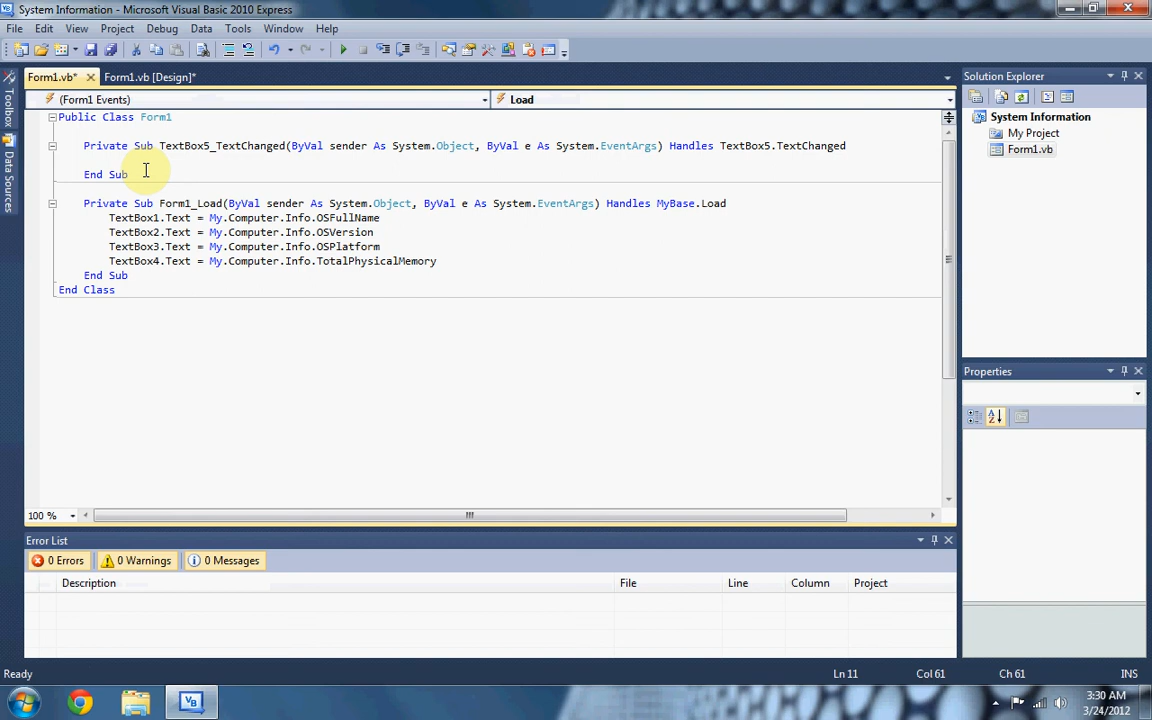 System Information - Microsoft Visual Basic 2010 Express
File Edit View Project Debug Data Tools Window Help
Form1.vb* Form1.vb [Design]*
(Form1 Events) Load
Public Class Form1
Private Sub TextBox5_TextChanged(ByVal sender As System.Object, ByVal e As System.EventArgs) Handles TextBox5.TextChanged
End Sub
Private Sub Form1_Load(ByVal sender As System.Object, ByVal e As System.EventArgs) Handles MyBase.Load
TextBox1.Text = My.Computer.Info.OSFullName
TextBox2.Text = My.Computer.Info.OSVersion
TextBox3.Text = My.Computer.Info.OSPlatform
TextBox4.Text = My.Computer.Info.TotalPhysicalMemory
End Sub
End Class
100 %
Toolbox
Data Sources
Solution Explorer
System Information
My Project
Form1.vb
Properties
Error List
0 Errors 0 Warnings 0 Messages
Description File Line Column Project
Ready Ln 11 Col 61 Ch 61 INS
3:30 AM
3/24/2012